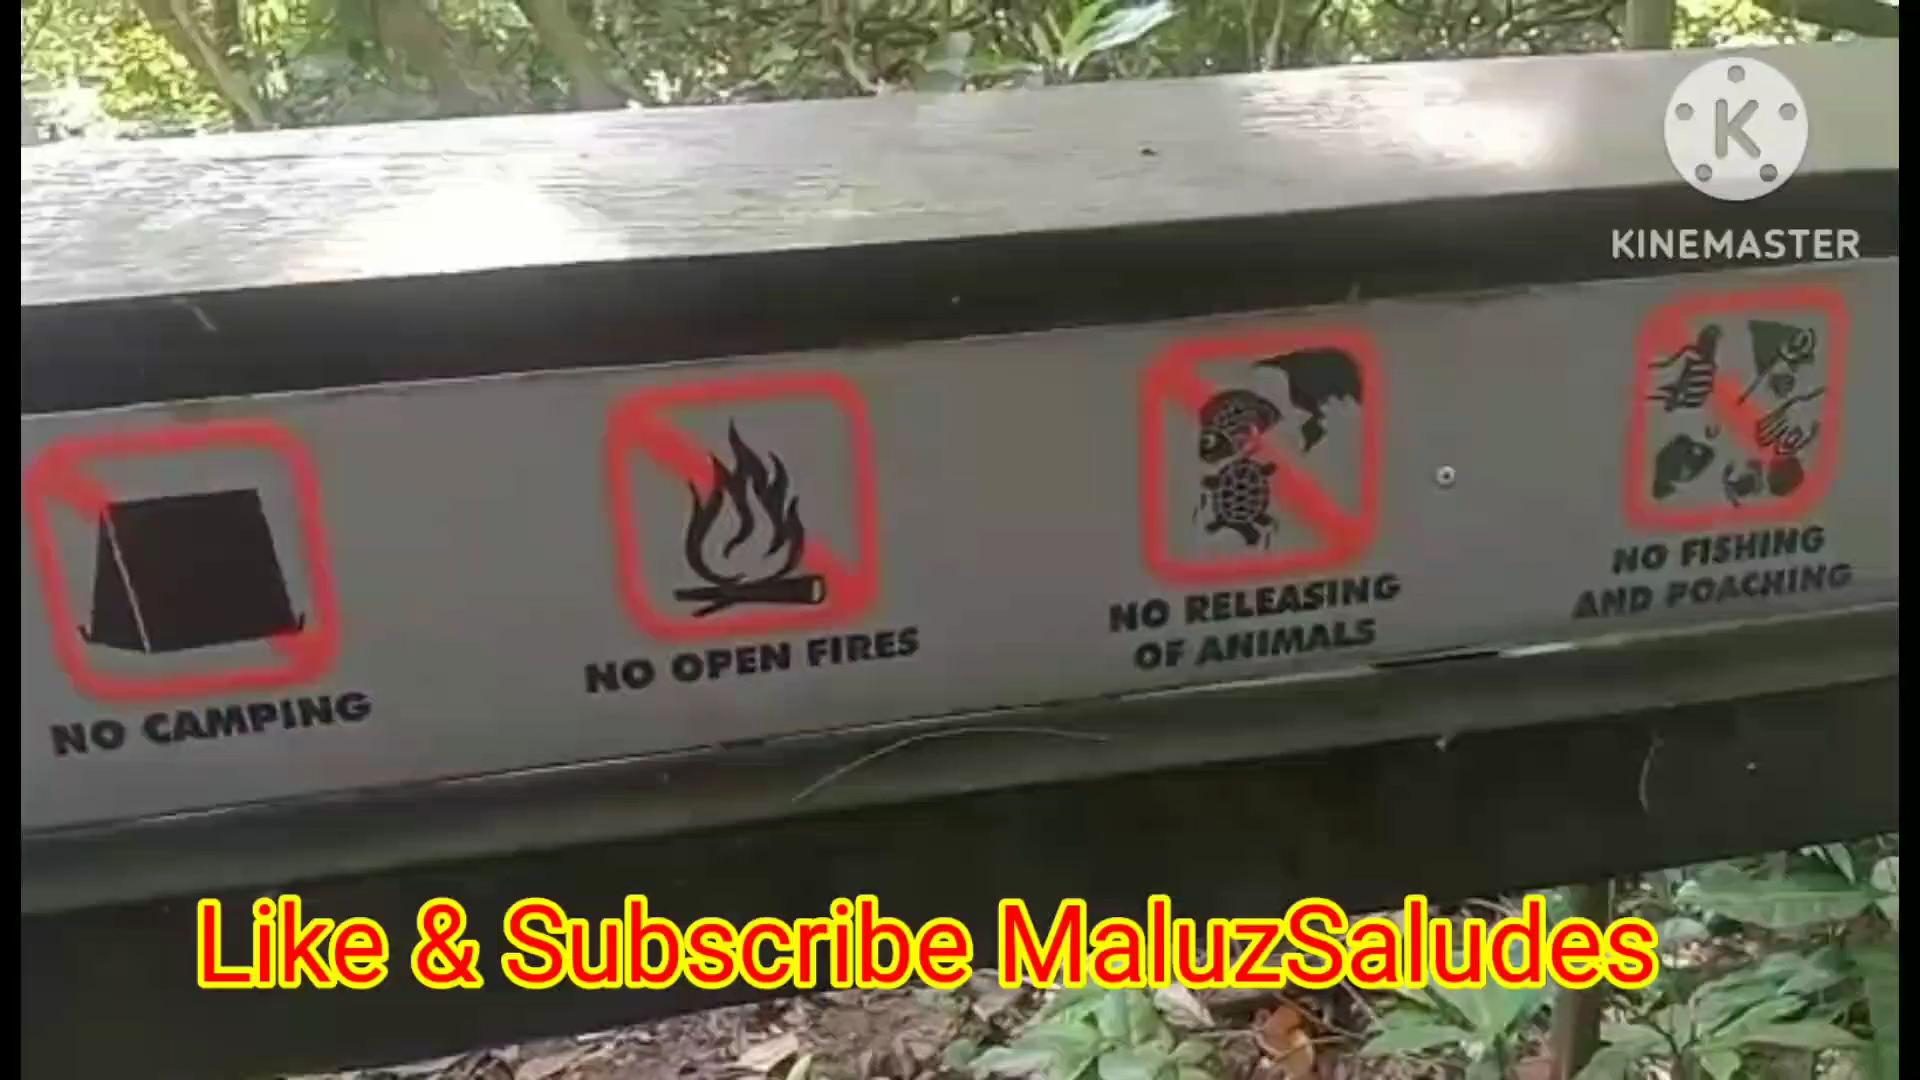 K
KINEMASTER
NO CAMPING
NO OPEN FIRES
NO RELEASING
OF ANIMALS
NO FISHING
AND POACHING
Like & Subscribe MaluzSaludes